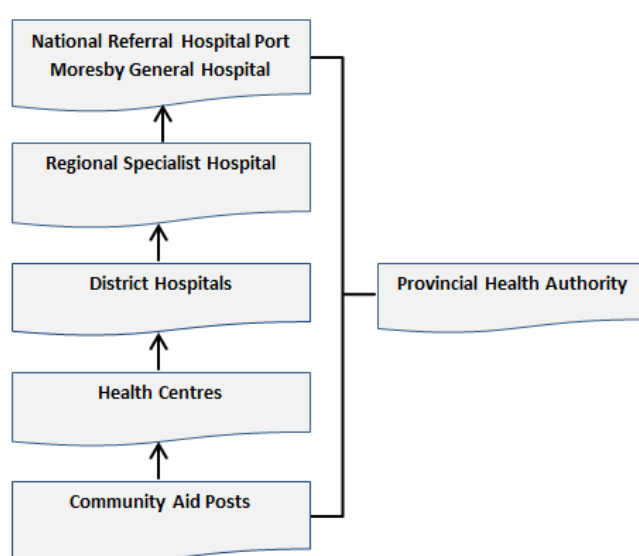 National Referral Hospital Port
Moresby General Hospital
Regional Specialist Hospital
District Hospitals
Provincial Health Authority
Health Centres
Community Aid Posts